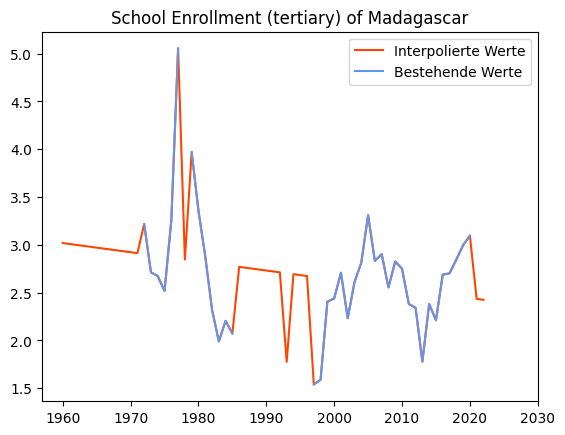 School Enrollment (tertiary) of Madagascar
Interpolierte Werte
Bestehende Werte
5.0
4.5
4.0
3.5
3.0
2.5
2.0
1.5
1960 1970 1980 1990 2000 2010 2020 2030